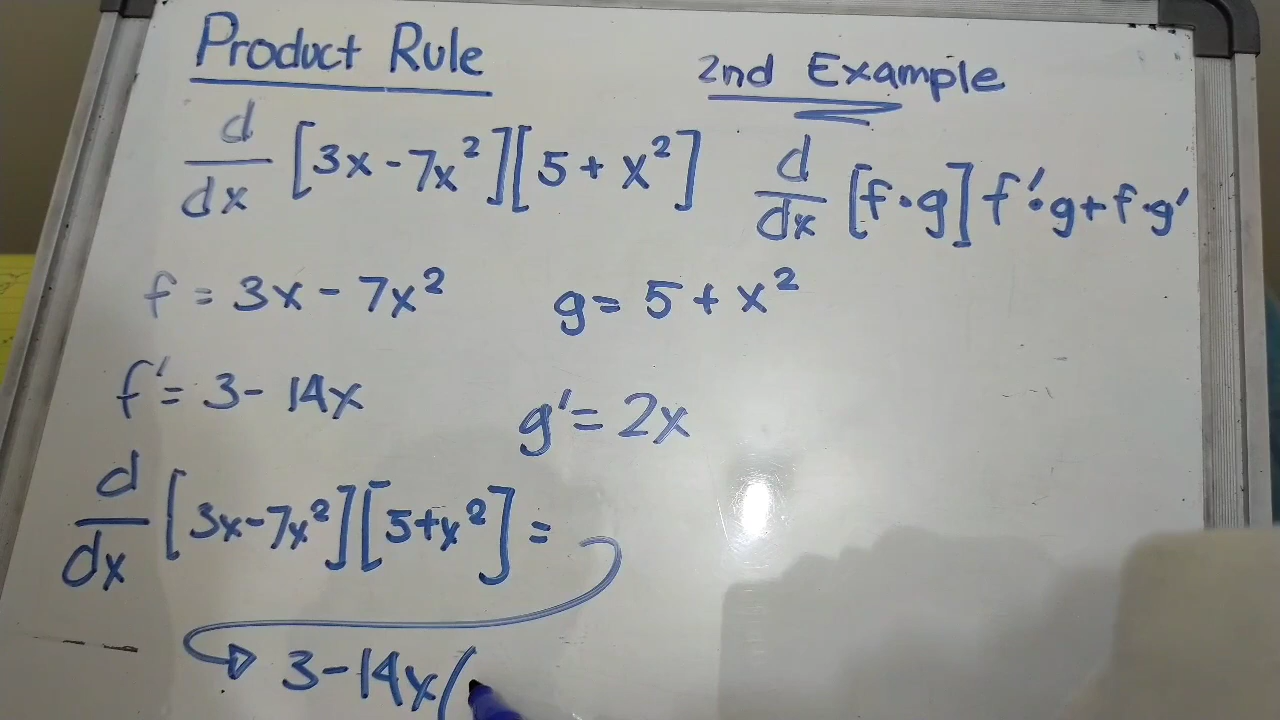 Product Rule
2nd Example
d/dx [3x - 7x²][5 + x²]
d/dx [f·g] f'·g + f·g'
f = 3x - 7x²
g = 5 + x²
f' = 3 - 14x
g' = 2x
d/dx [3x - 7x²][5 + x²] =
3 - 14x(